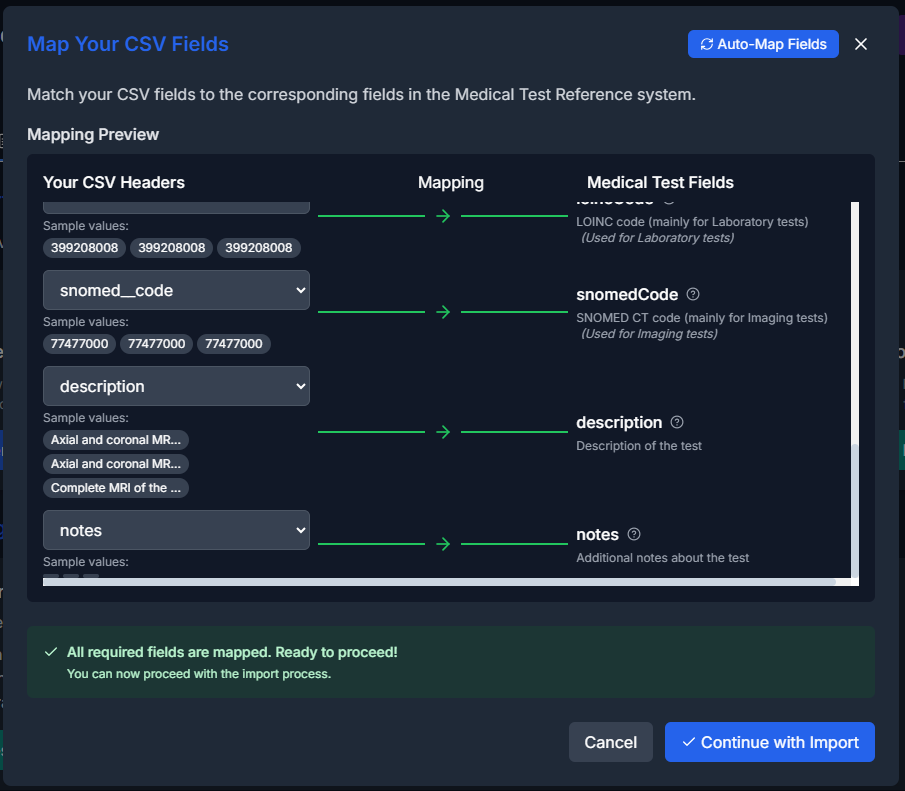 Map Your CSV Fields
Auto-Map Fields
Match your CSV fields to the corresponding fields in the Medical Test Reference system.
Mapping Preview
Your CSV Headers Mapping Medical Test Fields
loincCode
Sample values:
LOINC code (mainly for Laboratory tests)
(Used for Laboratory tests)
399208008 399208008 399208008
snomed__code
snomedCode
Sample values:
SNOMED CT code (mainly for Imaging tests)
(Used for Imaging tests)
77477000 77477000 77477000
description
Sample values:
description
Axial and coronal MR...
Description of the test
Axial and coronal MR...
Complete MRI of the ...
notes
notes
Sample values:
Additional notes about the test
All required fields are mapped. Ready to proceed!
You can now proceed with the import process.
Cancel
Continue with Import